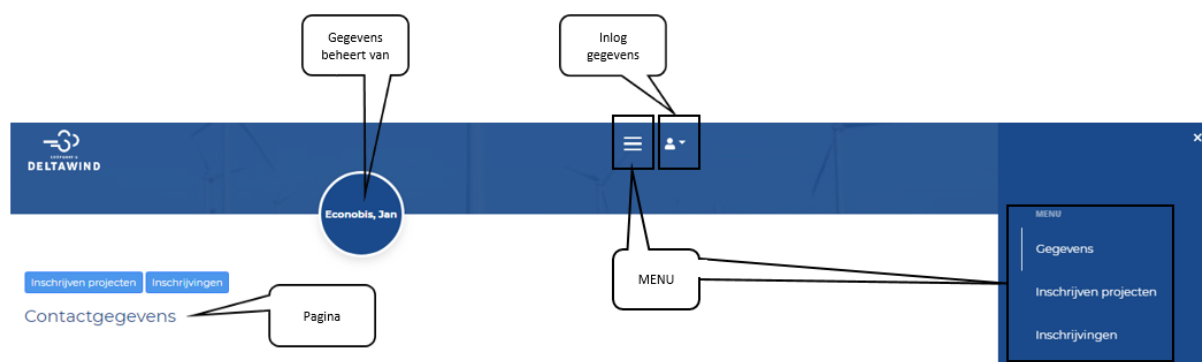 Gegevens
beheert van
Inlog
gegevens
DELTAWIND
Econobis, Jan
MENU
Gegevens
Inschrijven projecten
Inschrijvingen
Inschrijven projecten Inschrijvingen
Contactgegevens
Pagina
MENU